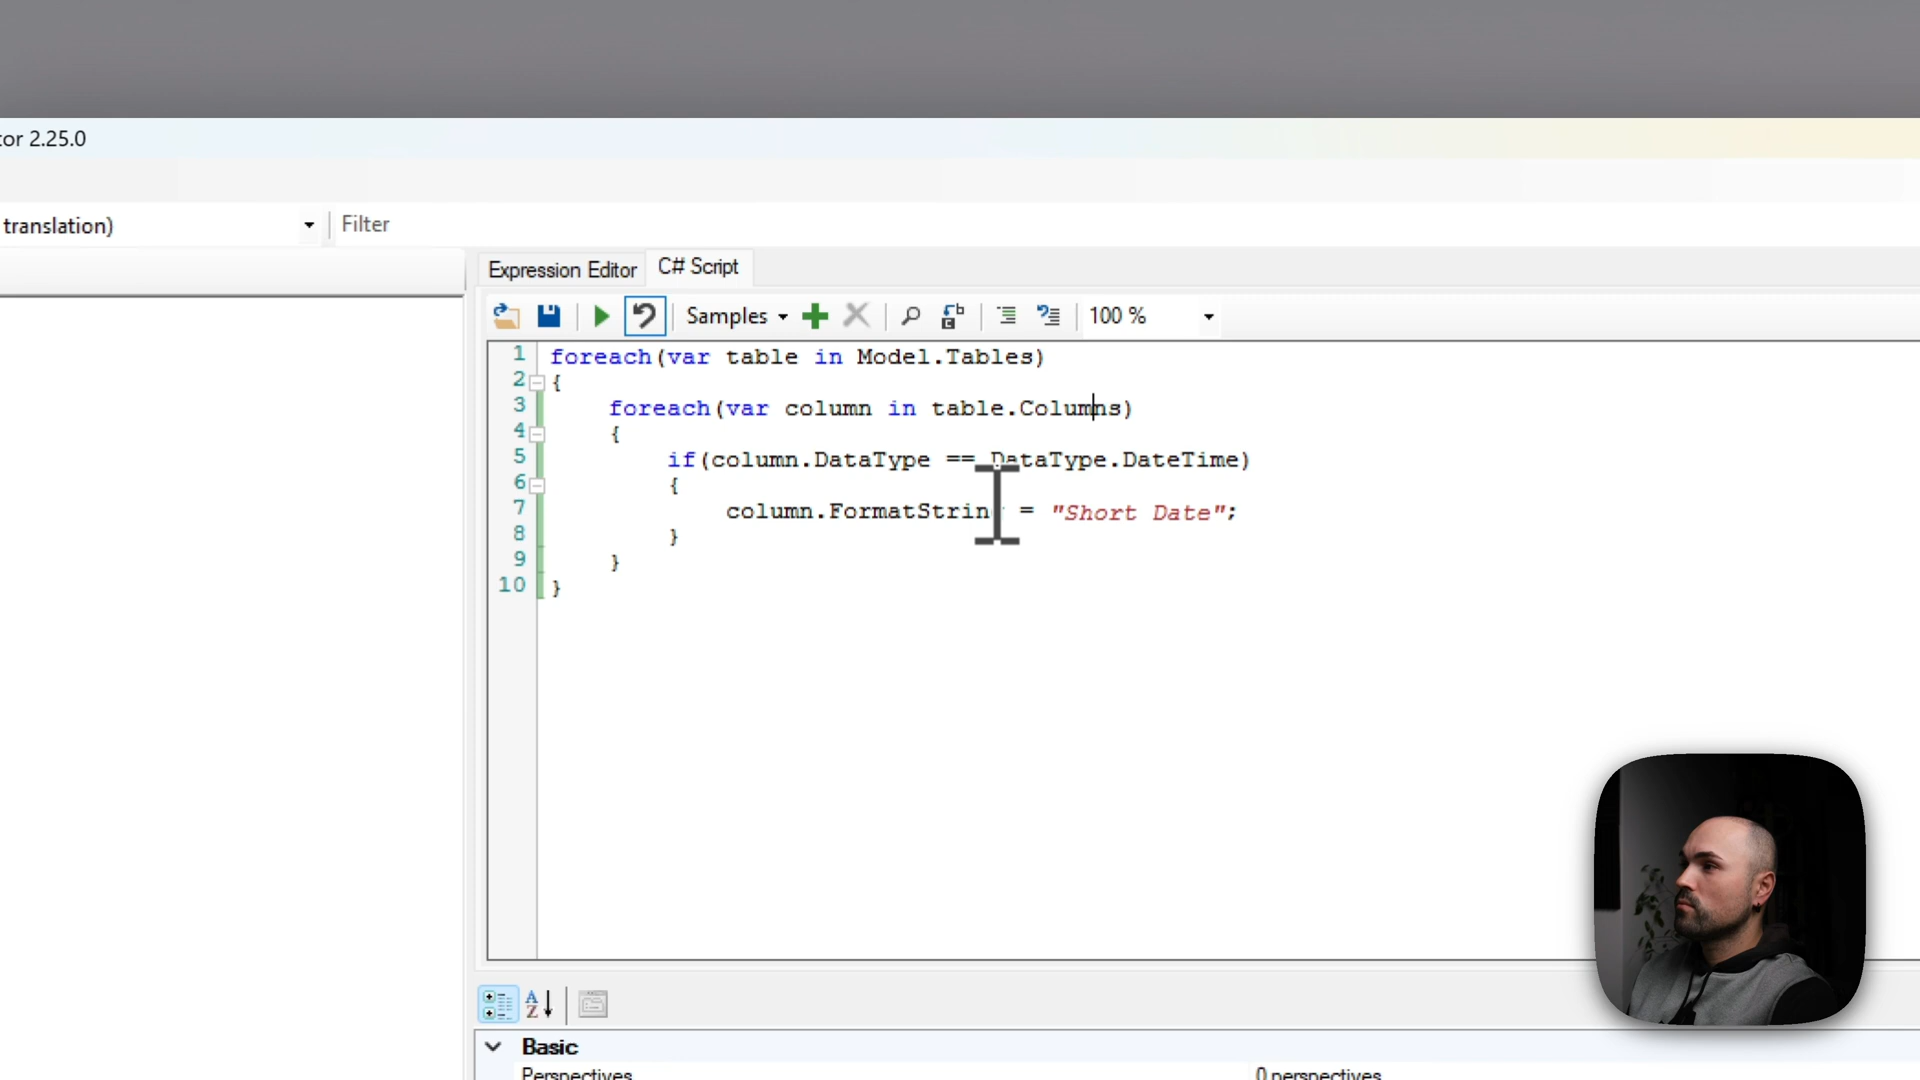 tor 2.25.0
translation) Filter
Expression Editor C# Script
Samples 100 %
1 foreach(var table in Model.Tables)
2 {
3 foreach(var column in table.Columns)
4 {
5 if(column.DataType == DataType.DateTime)
6 {
7 column.FormatString = "Short Date";
8 }
9 }
10 }
Basic
Perspectives 0 perspectives